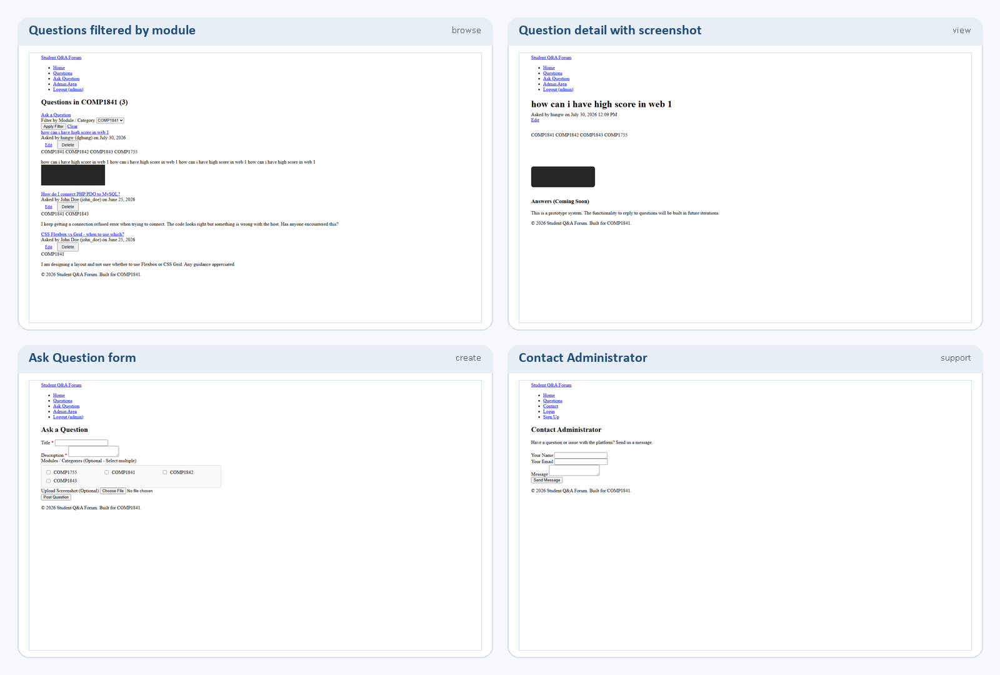 Questions filtered by module
browse
Student Q&A Forum
Home
Questions
Ask Question
Admin Area
Logout (admin)
Questions in COMP1841 (3)
Ask a Question
Filter by Module / Category COMP1841
Apply Filter Clear
how can i have high score in web 1
Asked by hungw (dghung) on July 30, 2026
Edit Delete
COMP1841 COMP1842 COMP1843 COMP1755
how can i have high score in web 1 how can i have high score in web 1 how can i have high score in web 1 how can i have high score in web 1
How do I connect PHP PDO to MySQL?
Asked by John Doe (john_doe) on June 25, 2026
Edit Delete
COMP1841 COMP1843
I keep getting a connection refused error when trying to connect. The code looks right but something is wrong with the host. Has anyone encountered this?
CSS Flexbox vs Grid - when to use which?
Asked by John Doe (john_doe) on June 25, 2026
Edit Delete
COMP1841
I am designing a layout and not sure whether to use Flexbox or CSS Grid. Any guidance appreciated.
© 2026 Student Q&A Forum. Built for COMP1841.
Question detail with screenshot
view
Student Q&A Forum
Home
Questions
Ask Question
Admin Area
Logout (admin)
how can i have high score in web 1
Asked by hungw on July 30, 2026 12:09 PM
Edit
COMP1841 COMP1842 COMP1843 COMP1755
Answers (Coming Soon)
This is a prototype system. The functionality to reply to questions will be built in future iterations.
© 2026 Student Q&A Forum. Built for COMP1841.
Ask Question form
create
Student Q&A Forum
Home
Questions
Ask Question
Admin Area
Logout (admin)
Ask a Question
Title *
Description *
Modules / Categories (Optional - Select multiple)
COMP1755 COMP1841 COMP1842
COMP1843
Upload Screenshot (Optional) Choose File No file chosen
Post Question
© 2026 Student Q&A Forum. Built for COMP1841.
Contact Administrator
support
Student Q&A Forum
Home
Questions
Contact
Login
Sign Up
Contact Administrator
Have a question or issue with the platform? Send us a message.
Your Name
Your Email
Message
Send Message
© 2026 Student Q&A Forum. Built for COMP1841.